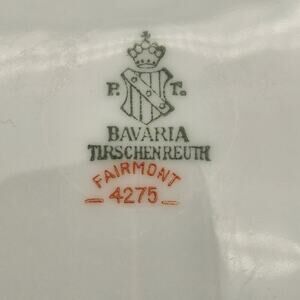 P. T.
BAVARIA
TIRSCHENREUTH
FAIRMONT
4275